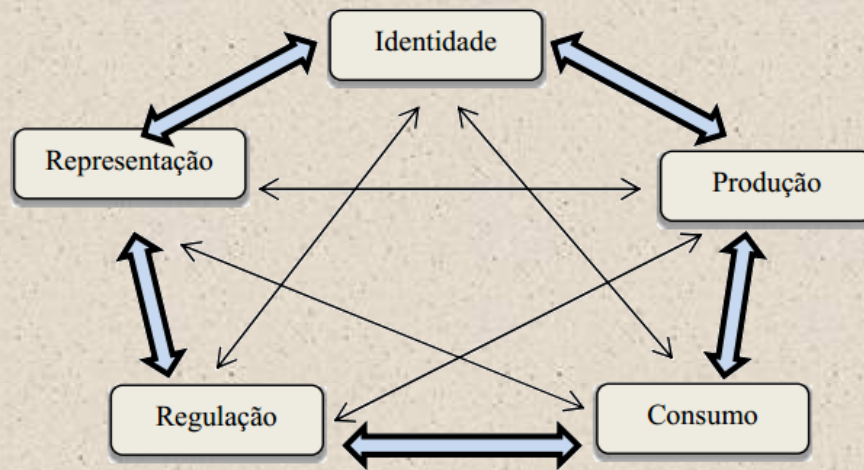 Identidade
Representação
Produção
Regulação
Consumo